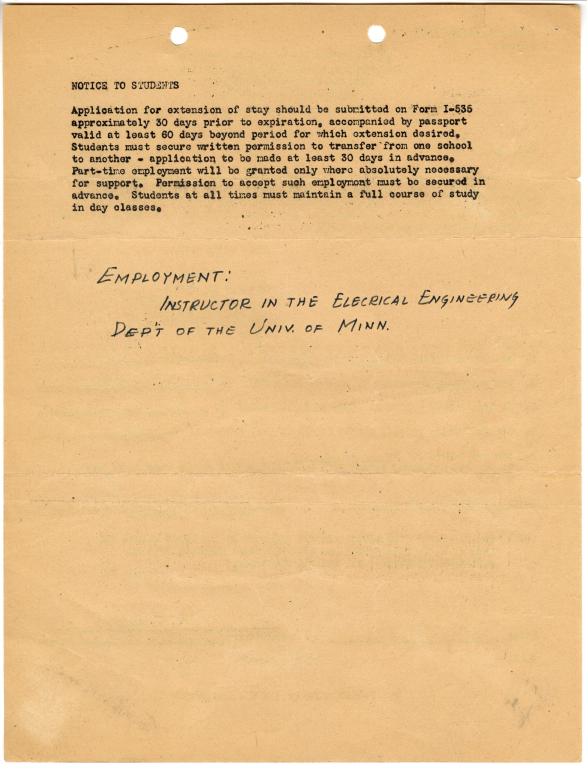 NOTICE TO STUDENTS
Application for extension of stay should be submitted on Form I-535
approximately 30 days prior to expiration, accompanied by passport
valid at least 60 days beyond period for which extension desired.
Students must secure written permission to transfer from one school
to another - application to be made at least 30 days in advance.
Part-time employment will be granted only where absolutely necessary
for support. Permission to accept such employment must be secured in
advance. Students at all times must maintain a full course of study
in day classes.
EMPLOYMENT:
INSTRUCTOR IN THE ELECRICAL ENGINEERING
DEP'T OF THE UNIV. OF MINN.